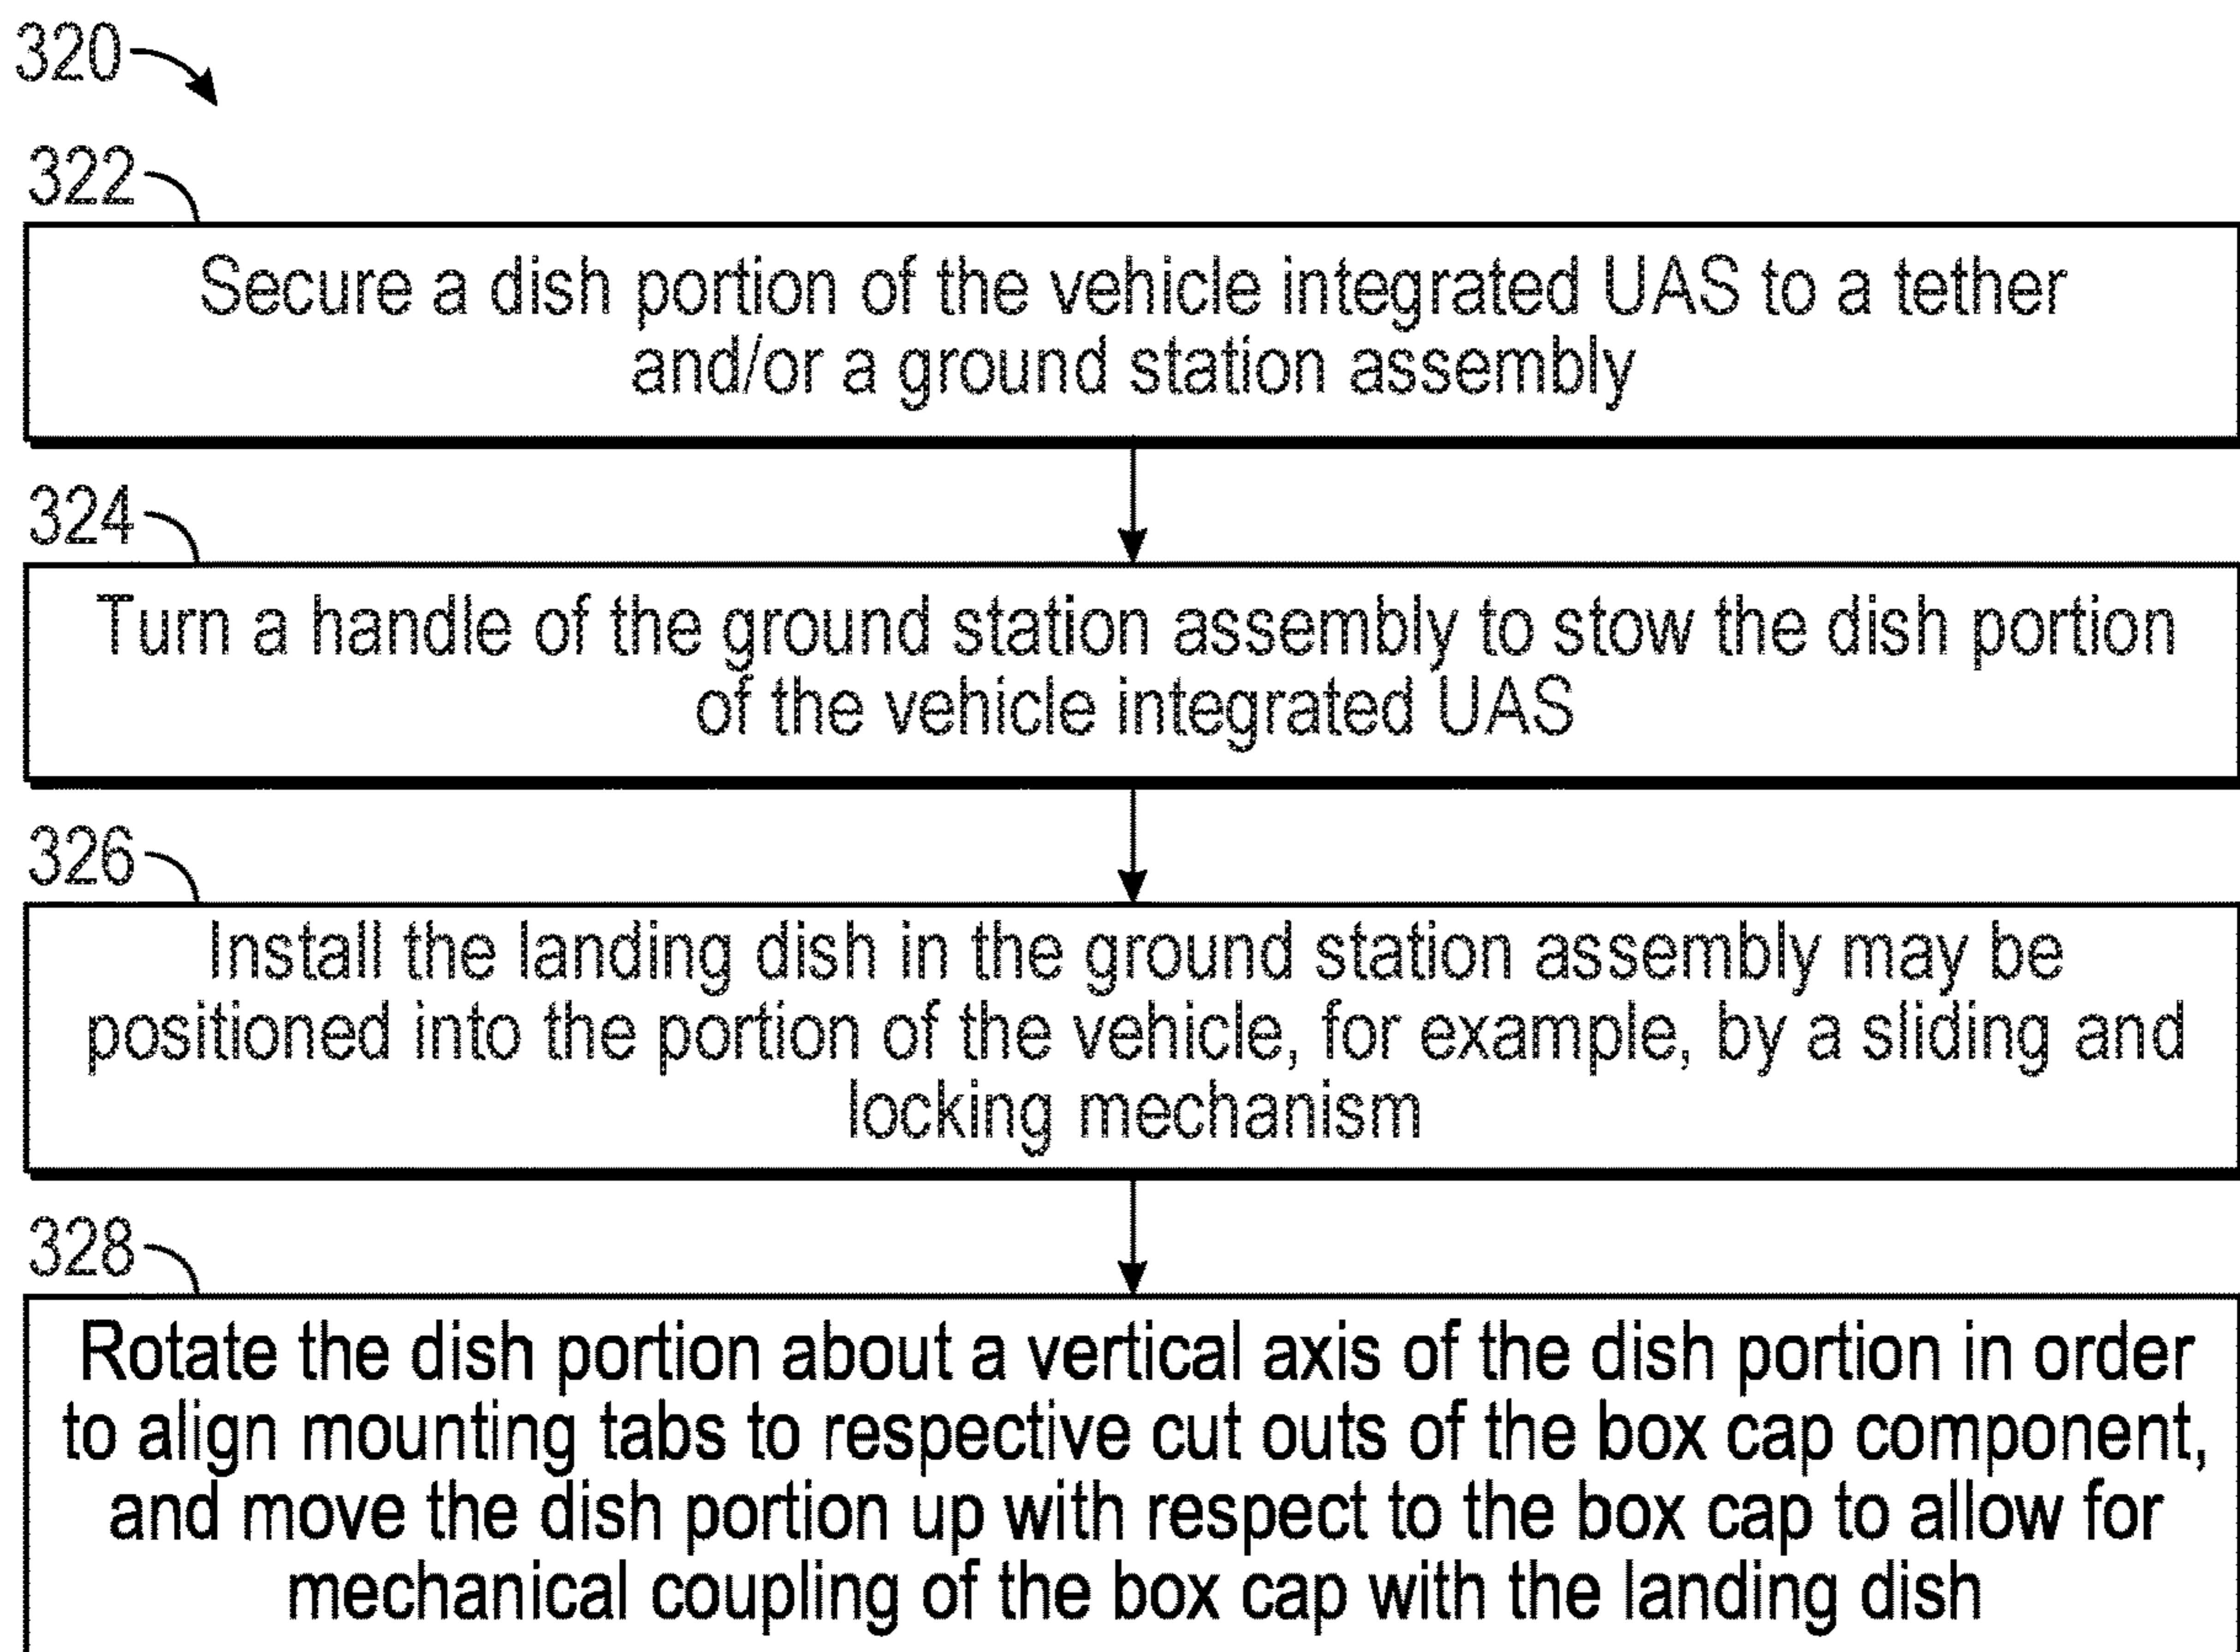 320
322
Secure a dish portion of the vehicle integrated UAS to a tether
and/or a ground station assembly
324
Turn a handle of the ground station assembly to stow the dish portion
of the vehicle integrated UAS
326
Install the landing dish in the ground station assembly may be
positioned into the portion of the vehicle, for example, by a sliding and
locking mechanism
328
Rotate the dish portion about a vertical axis of the dish portion in order
to align mounting tabs to respective cut outs of the box cap component,
and move the dish portion up with respect to the box cap to allow for
mechanical coupling of the box cap with the landing dish